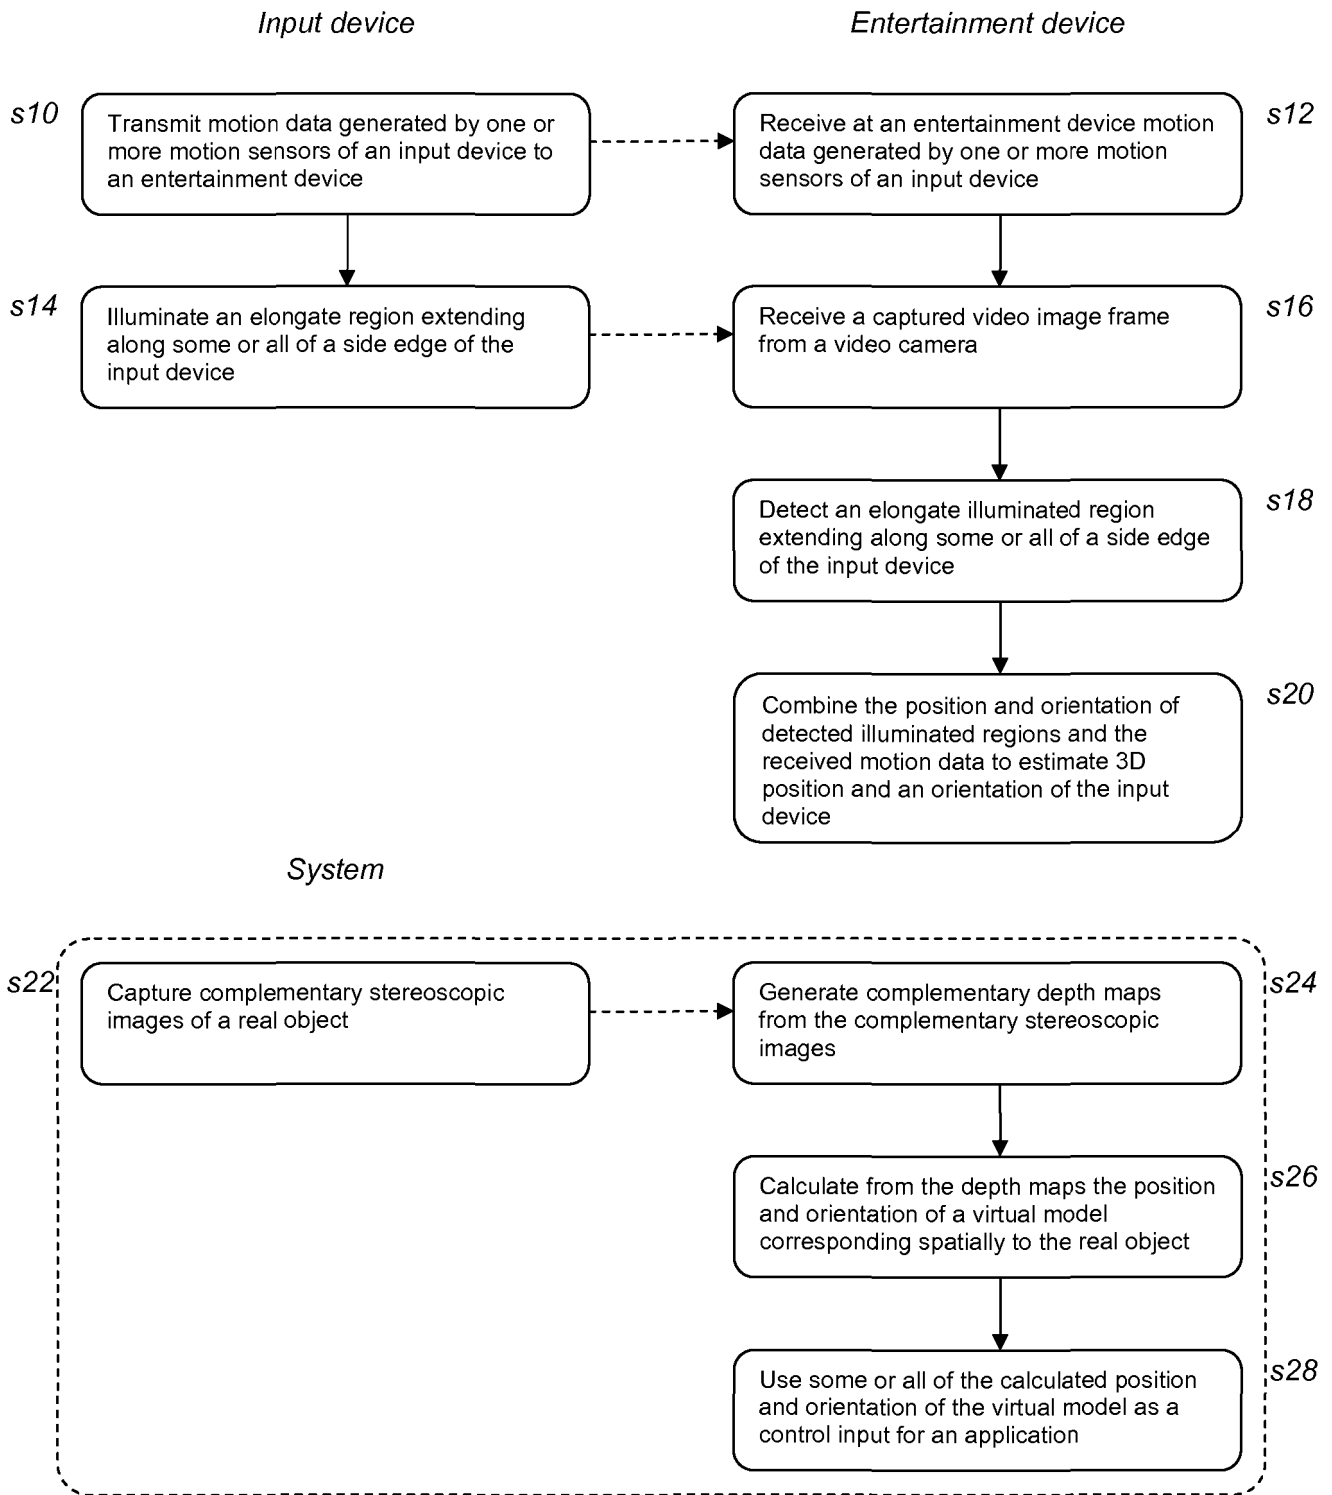 Input device
Entertainment device
s10
Transmit motion data generated by one or
more motion sensors of an input device to
an entertainment device
s12
Receive at an entertainment device motion
data generated by one or more motion
sensors of an input device
s14
Illuminate an elongate region extending
along some or all of a side edge of the
input device
s16
Receive a captured video image frame
from a video camera
s18
Detect an elongate illuminated region
extending along some or all of a side edge
of the input device
s20
Combine the position and orientation of
detected illuminated regions and the
received motion data to estimate 3D
position and an orientation of the input
device
System
s22
Capture complementary stereoscopic
images of a real object
s24
Generate complementary depth maps
from the complementary stereoscopic
images
s26
Calculate from the depth maps the position
and orientation of a virtual model
corresponding spatially to the real object
s28
Use some or all of the calculated position
and orientation of the virtual model as a
control input for an application